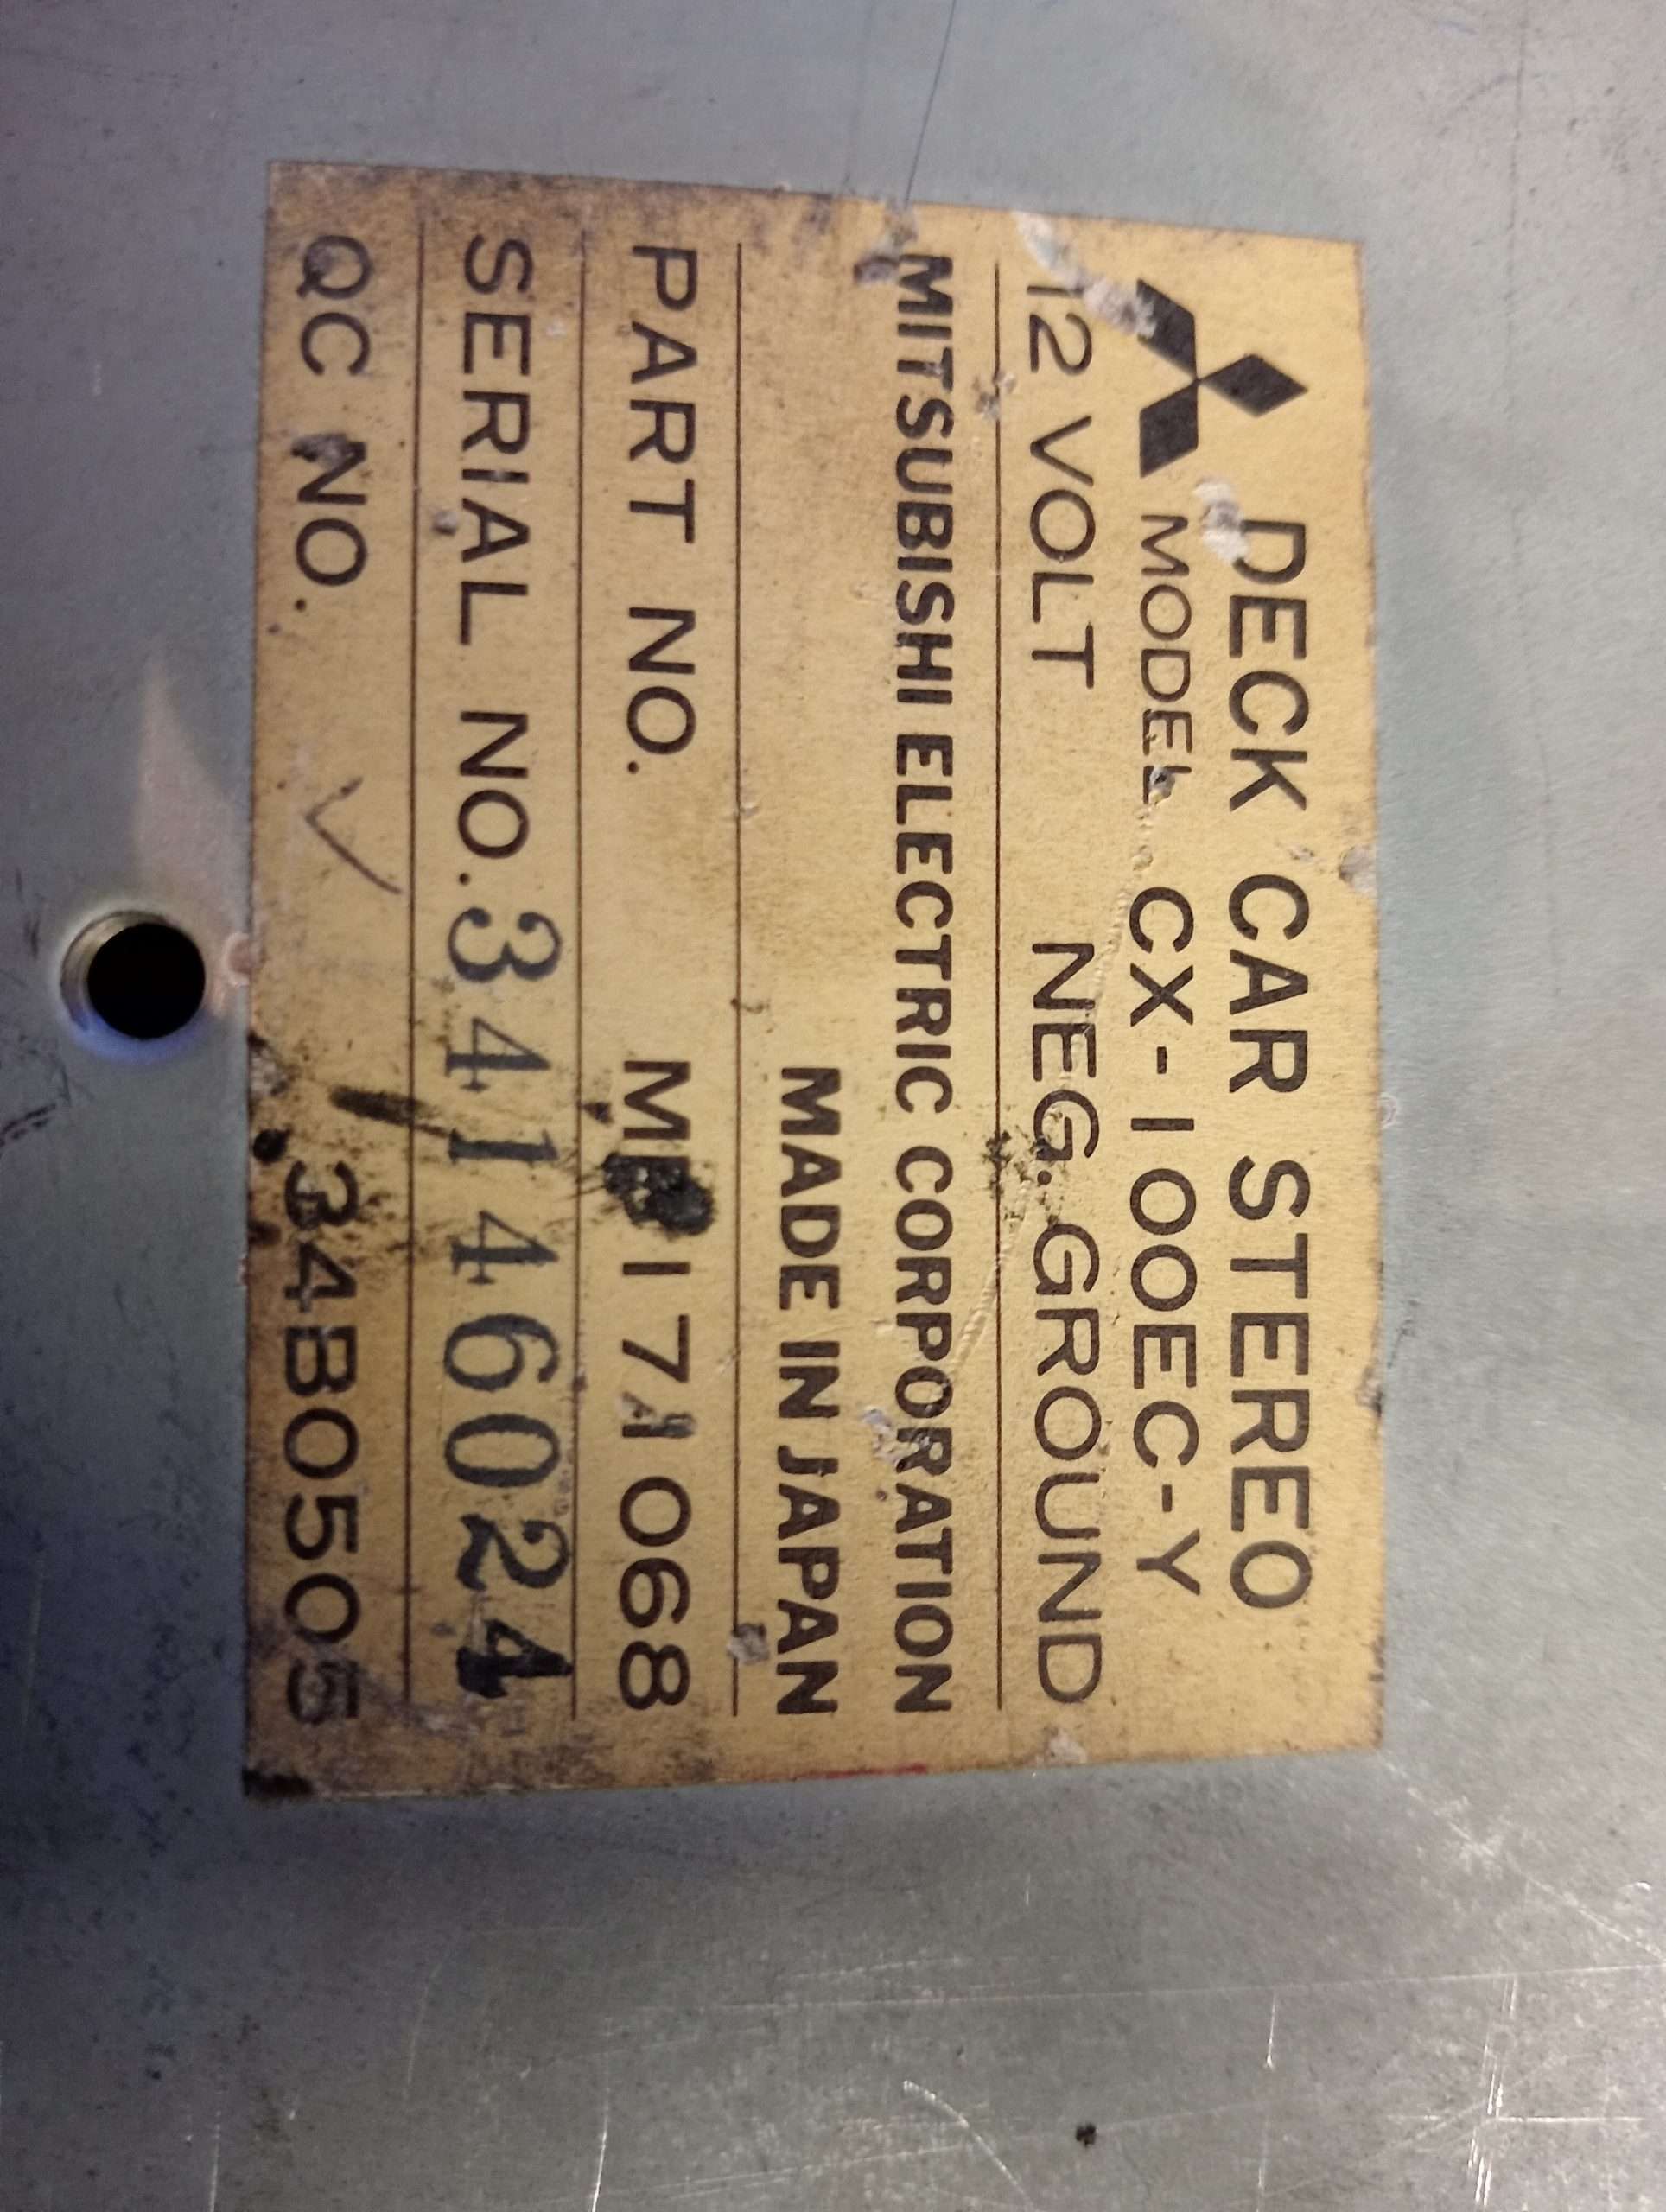 DECK CAR STEREO
MODEL CX-100EC-Y
12 VOLT NEG. GROUND
MITSUBISHI ELECTRIC CORPORATION
MADE IN JAPAN
PART NO.
SERIAL NO. 34146024
QC NO. 34B0505